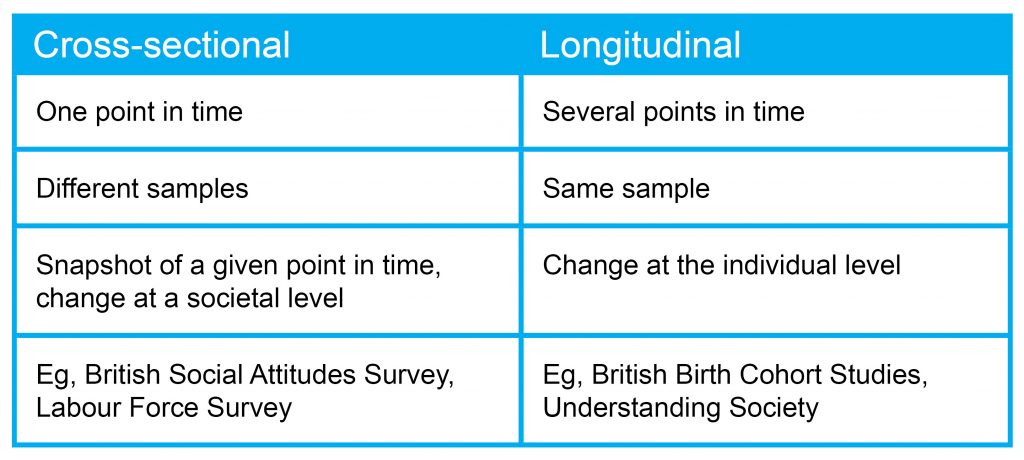 Cross-sectional
Longitudinal
One point in time
Several points in time
Different samples
Same sample
Snapshot of a given point in time,
change at a societal level
Change at the individual level
Eg, British Social Attitudes Survey,
Labour Force Survey
Eg, British Birth Cohort Studies,
Understanding Society